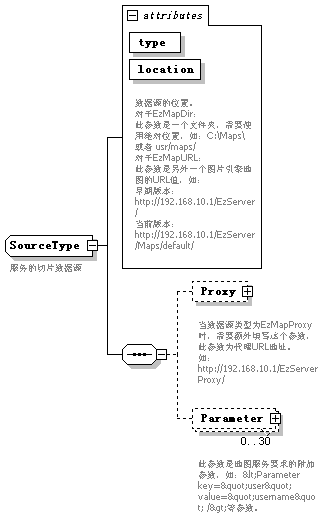 attributes
type
location
数据源的位置。
对于EzMapDir:
此参数是一个文件夹，需要使
用绝对位置，如：C:\Maps\
或者 usr/maps/
对于EzMapURL:
此参数是另外一个图片引擎地
图的URL值，如:
早期版本:
http://192.168.10.1/EzServer
/
当前版本:
http://192.168.10.1/EzServer
/Maps/default/
SourceType
服务的切片数据源
Proxy
当数据源类型为EzMapProxy
时，需要额外填写这个参数，
此参数为代理URL地址。
如:
http://192.168.10.1/EzServer
Proxy/
Parameter
0..30
此参数是地图服务要求的附加
参数，如：&lt;Parameter
key=&quot;user&quot;
value=&quot;username&quot
; /&gt;等参数。